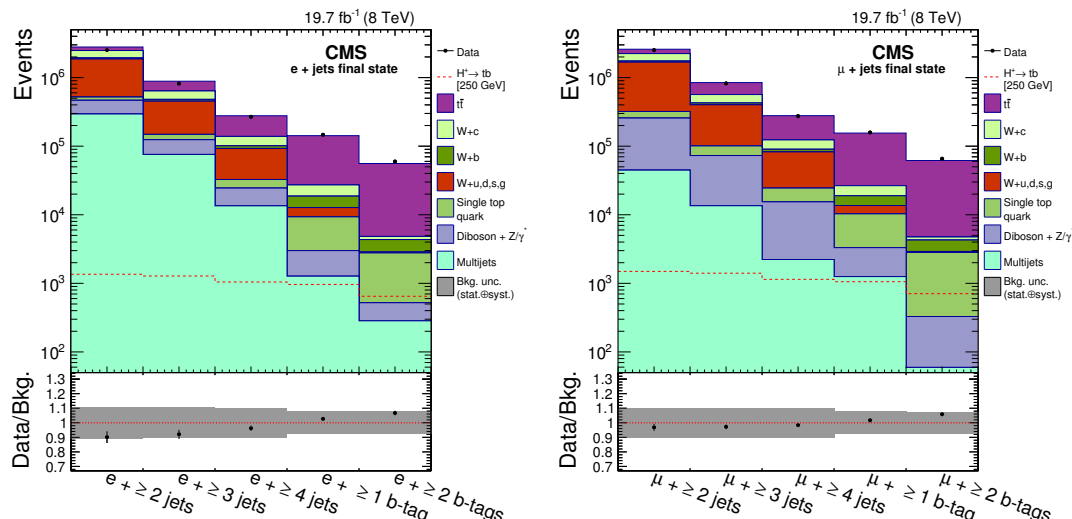 19.7 fb⁻¹ (8 TeV)
Events
CMS
e + jets final state
10⁶
10⁵
10⁴
10³
10²
Data
H⁺→ tb
[250 GeV]
tt̄
W+c
W+b
W+u,d,s,g
Single top
quark
Diboson + Z/γ*
Multijets
Bkg. unc.
(stat.⊕syst.)
Data/Bkg.
1.3
1.2
1.1
1
0.9
0.8
0.7
e + ≥ 2 jets
e + ≥ 3 jets
e + ≥ 4 jets
e + ≥ 1 b-tag
e + ≥ 2 b-tags
19.7 fb⁻¹ (8 TeV)
Events
CMS
μ + jets final state
10⁶
10⁵
10⁴
10³
10²
Data
H⁺→ tb
[250 GeV]
tt̄
W+c
W+b
W+u,d,s,g
Single top
quark
Diboson + Z/γ*
Multijets
Bkg. unc.
(stat.⊕syst.)
Data/Bkg.
1.3
1.2
1.1
1
0.9
0.8
0.7
μ + ≥ 2 jets
μ + ≥ 3 jets
μ + ≥ 4 jets
μ + ≥ 1 b-tag
μ + ≥ 2 b-tags